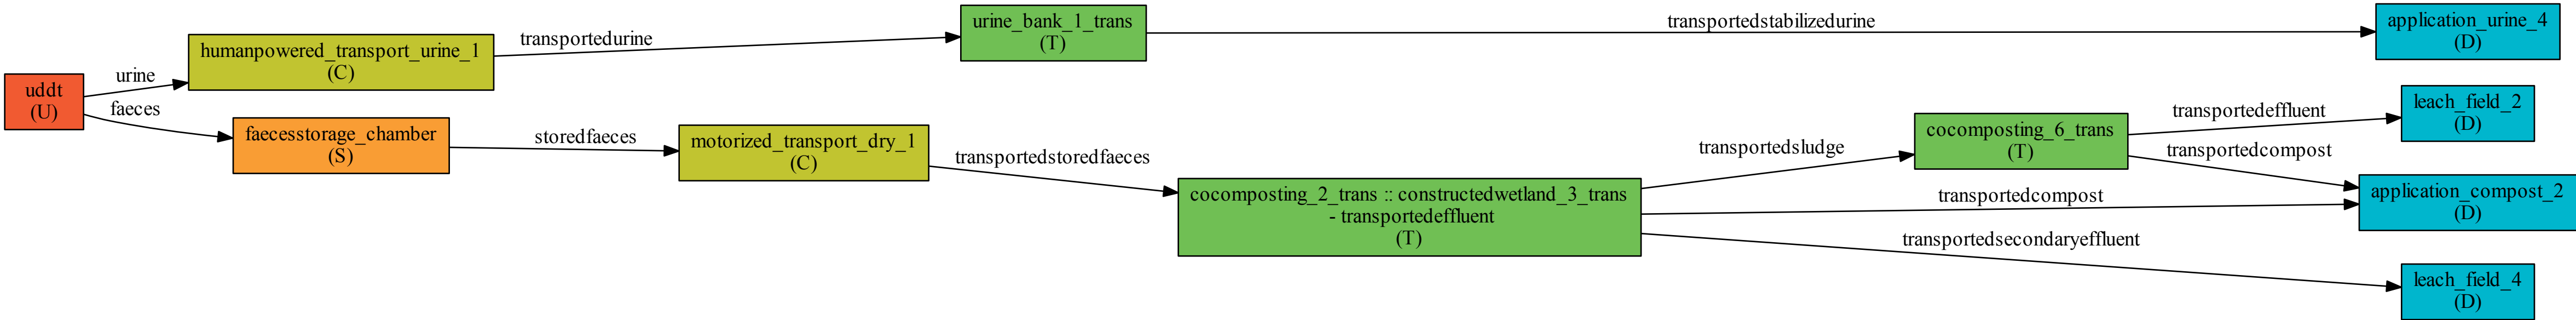 uddt
(U)
urine
faeces
humanpowered_transport_urine_1
(C)
faecesstorage_chamber
(S)
transportedurine
storedfaeces
urine_bank_1_trans
(T)
motorized_transport_dry_1
(C)
transportedstoredfaeces
transportedstabilizedurine
cocomposting_2_trans :: constructedwetland_3_trans
- transportedeffluent
(T)
transportedsludge
transportedcompost
transportedsecondaryeffluent
cocomposting_6_trans
(T)
transportedeffluent
transportedcompost
application_urine_4
(D)
leach_field_2
(D)
application_compost_2
(D)
leach_field_4
(D)